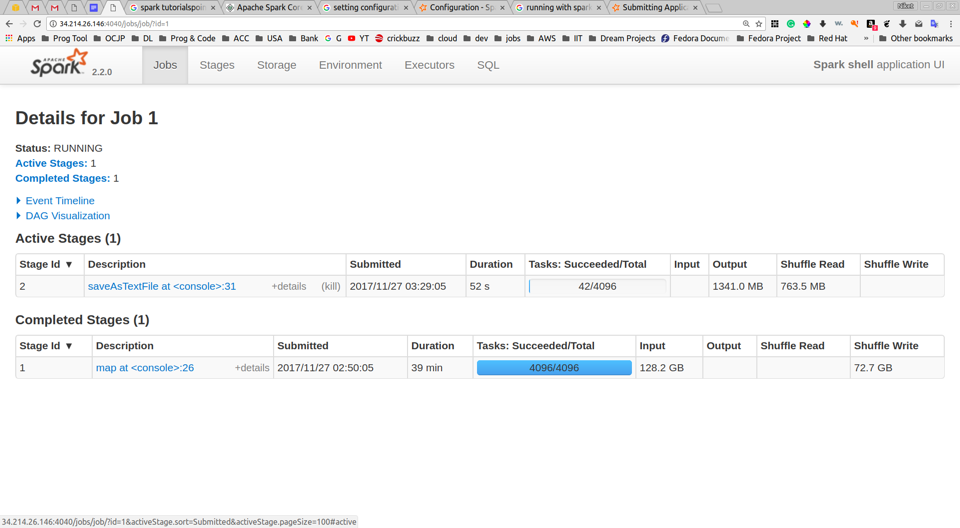 Niket
spark tutorialspoin
Apache Spark Cor
setting configurat
Configuration - Sp
running with spark
Submitting Applic
34.214.26.146:4040/jobs/job/?id=1
Apps Prog Tool OCJP DL Prog & Code ACC USA Bank G YT crickbuzz cloud dev jobs AWS IIT Dream Projects Fedora Docum Fedora Project Red Hat » Other bookmarks
APACHE Spark 2.2.0 Jobs Stages Storage Environment Executors SQL Spark shell application UI
Details for Job 1
Status: RUNNING
Active Stages: 1
Completed Stages: 1
Event Timeline
DAG Visualization
Active Stages (1)
Stage Id ▼ Description Submitted Duration Tasks: Succeeded/Total Input Output Shuffle Read Shuffle Write
2 saveAsTextFile at <console>:31 +details (kill) 2017/11/27 03:29:05 52 s 42/4096 1341.0 MB 763.5 MB
Completed Stages (1)
Stage Id ▼ Description Submitted Duration Tasks: Succeeded/Total Input Output Shuffle Read Shuffle Write
1 map at <console>:26 +details 2017/11/27 02:50:05 39 min 4096/4096 128.2 GB 72.7 GB
34.214.26.146:4040/jobs/job/?id=1&activeStage.sort=Submitted&activeStage.pageSize=100#active